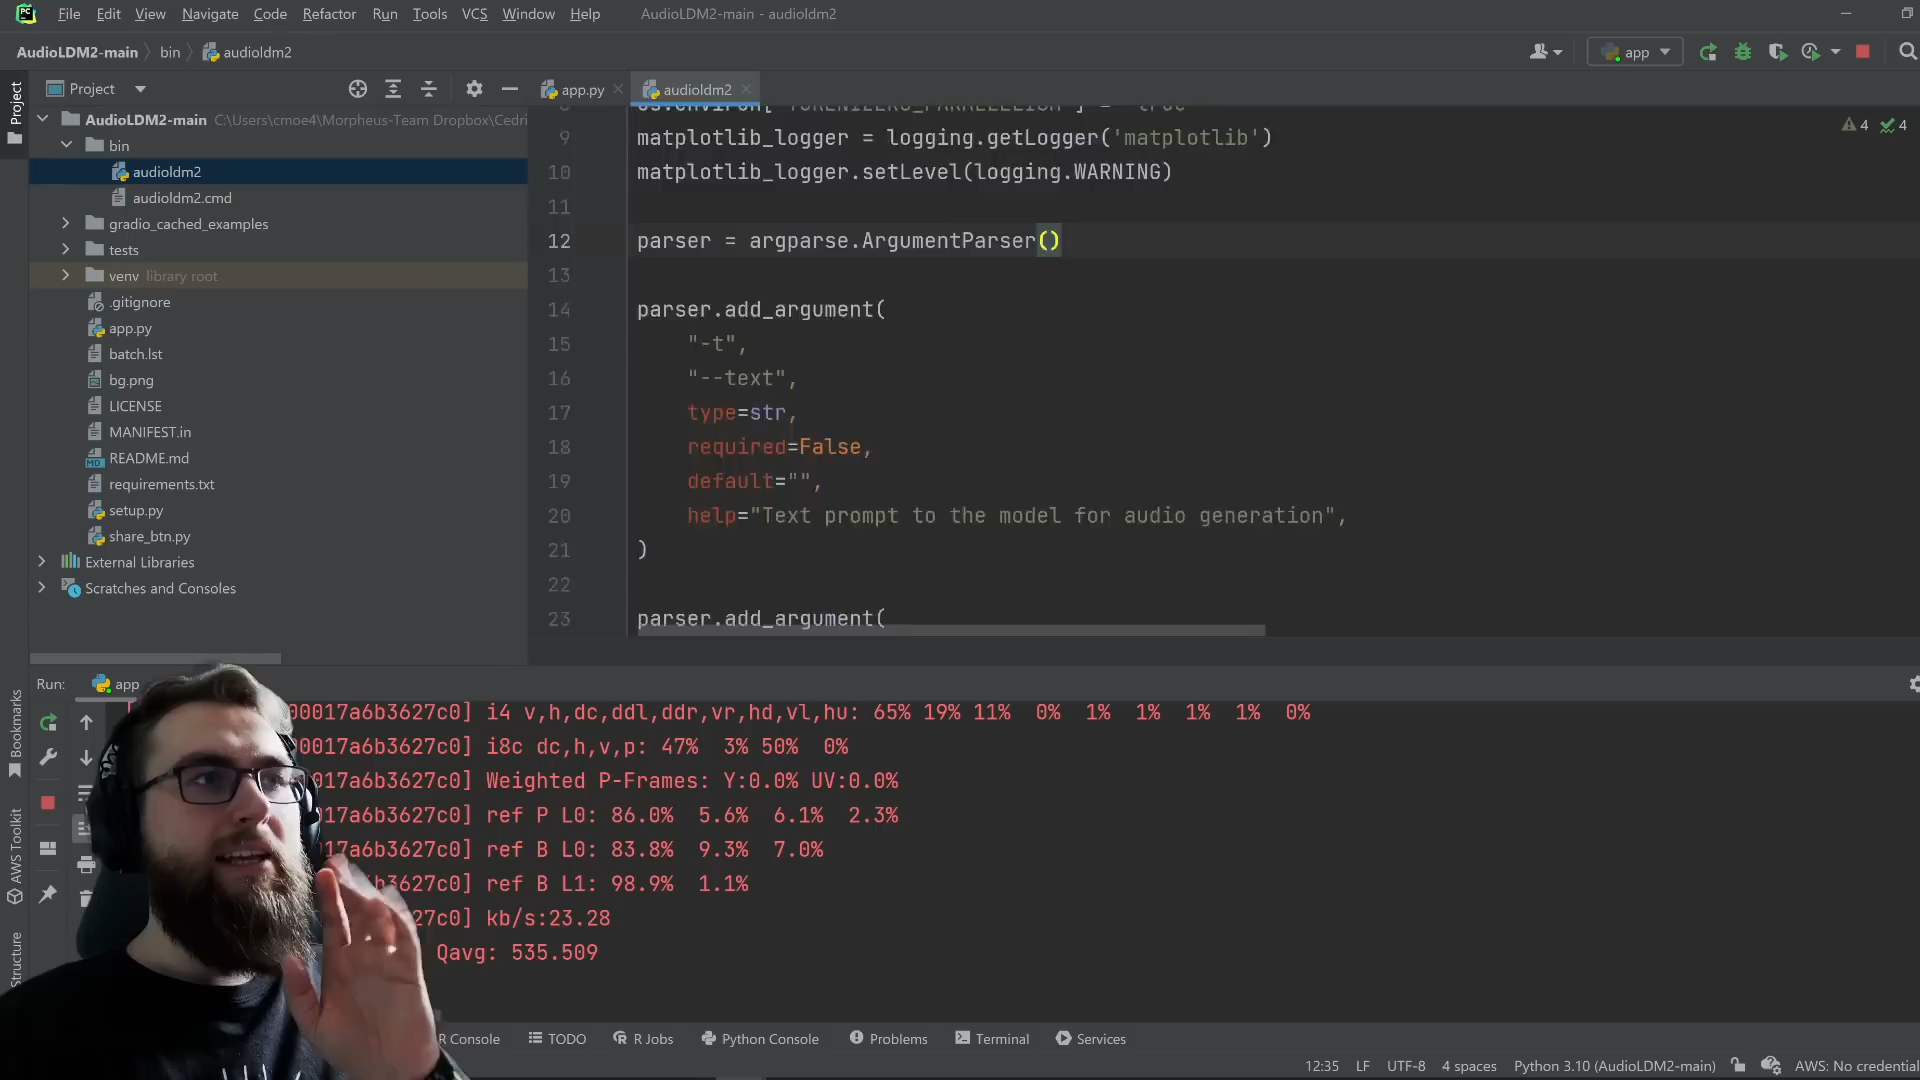 File Edit View Navigate Code Refactor Run Tools VCS Window Help AudioLDM2-main - audioldm2
AudioLDM2-main bin audioldm2
app
Project
Project
app.py
audioldm2
AudioLDM2-main C:\Users\cmoe4\Morpheus-Team Dropbox\Cedri
bin
audioldm2
audioldm2.cmd
gradio_cached_examples
tests
venv library root
.gitignore
app.py
batch.lst
bg.png
LICENSE
MANIFEST.in
README.md
requirements.txt
setup.py
share_btn.py
External Libraries
Scratches and Consoles
4 4
9 matplotlib_logger = logging.getLogger('matplotlib')
10 matplotlib_logger.setLevel(logging.WARNING)
11
12 parser = argparse.ArgumentParser()
13
14 parser.add_argument(
15 "-t",
16 "--text",
17 type=str,
18 required=False,
19 default="",
20 help="Text prompt to the model for audio generation",
21 )
22
23 parser.add_argument(
Run: app
00017a6b3627c0] i4 v,h,dc,ddl,ddr,vr,hd,vl,hu: 65% 19% 11% 0% 1% 1% 1% 1% 0%
00017a6b3627c0] i8c dc,h,v,p: 47% 3% 50% 0%
0017a6b3627c0] Weighted P-Frames: Y:0.0% UV:0.0%
017a6b3627c0] ref P L0: 86.0% 5.6% 6.1% 2.3%
17a6b3627c0] ref B L0: 83.8% 9.3% 7.0%
b3627c0] ref B L1: 98.9% 1.1%
27c0] kb/s:23.28
Qavg: 535.509
Bookmarks
AWS Toolkit
Structure
R Console TODO R Jobs Python Console Problems Terminal Services
12:35 LF UTF-8 4 spaces Python 3.10 (AudioLDM2-main) AWS: No credential